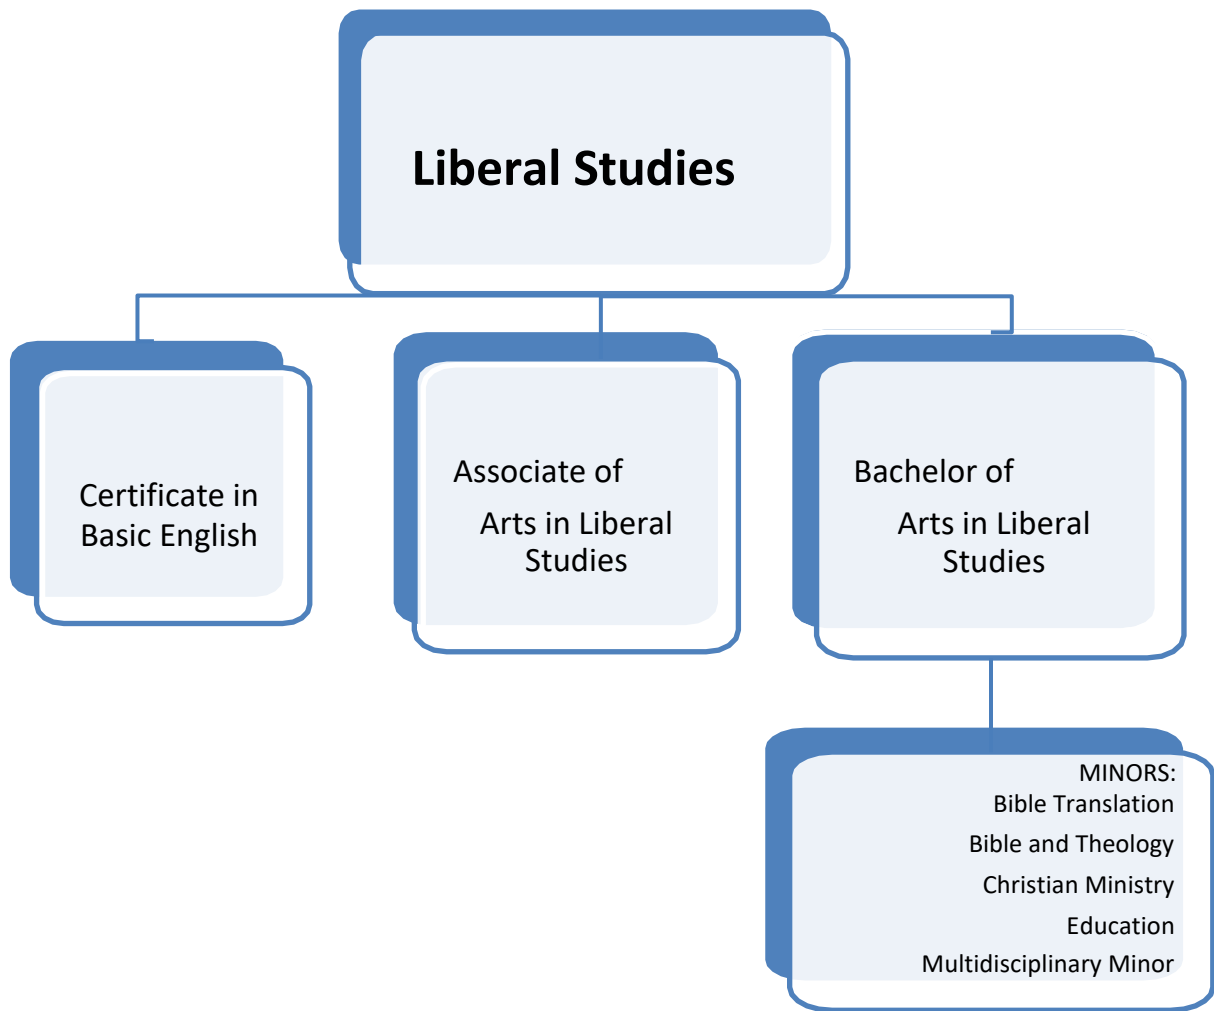 Liberal Studies
Certificate in
Basic English
Associate of
Arts in Liberal
Studies
Bachelor of
Arts in Liberal
Studies
MINORS:
Bible Translation
Bible and Theology
Christian Ministry
Education
Multidisciplinary Minor